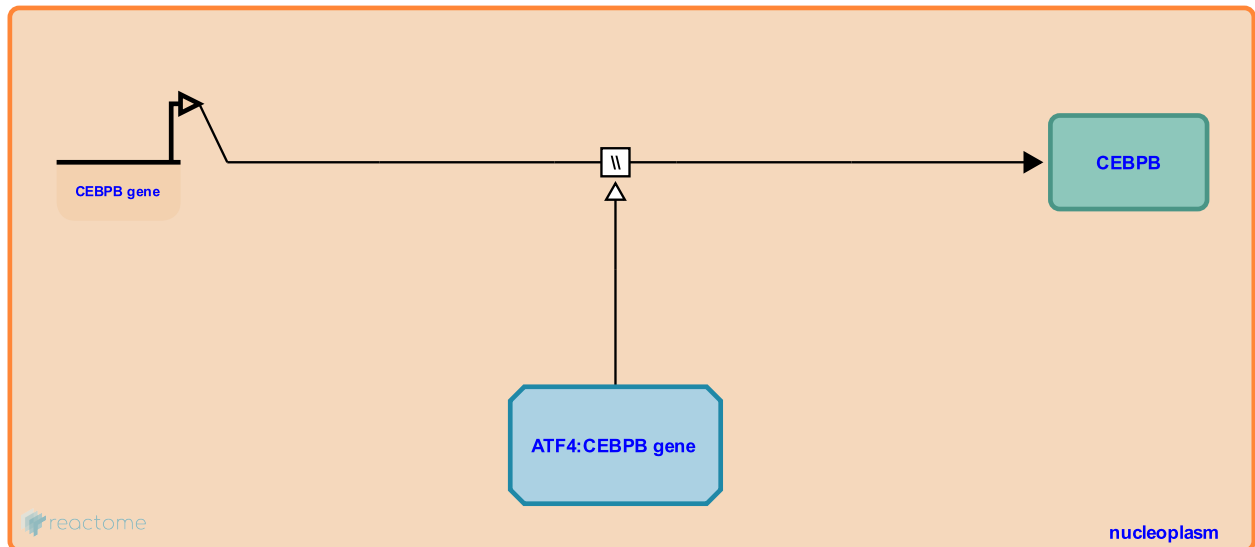 CEBPB gene
\\
CEBPB
ATF4:CEBPB gene
reactome
nucleoplasm